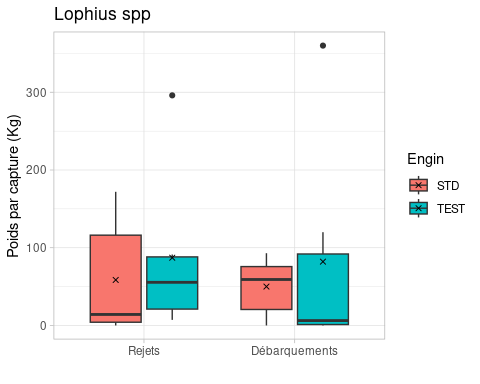 Lophius spp
Poids par capture (Kg)
300
200
100
0
Rejets
Débarquements
Engin
STD
TEST